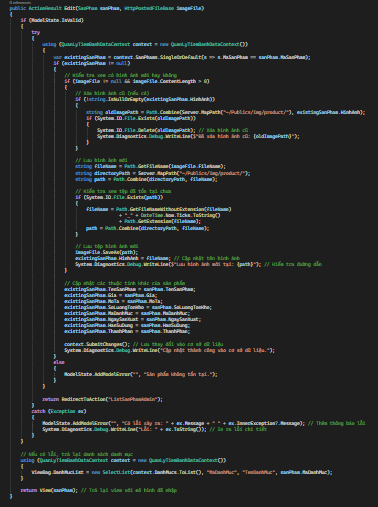 public ActionResult Edit(SanPham sanPham, HttpPostedFileBase imageFile)
{
if (ModelState.IsValid)
{
try
{
using (QuanLyTiemBanhDataContext context = new QuanLyTiemBanhDataContext())
{
var existingSanPham = context.SanPhams.SingleOrDefault(s => s.MaSanPham == sanPham.MaSanPham);
if (existingSanPham != null)
{
// Kiểm tra xem có hình ảnh mới hay không
if (imageFile != null && imageFile.ContentLength > 0)
{
// Xóa hình ảnh cũ (nếu có)
if (!string.IsNullOrEmpty(existingSanPham.HinhAnh))
{
string oldImagePath = Path.Combine(Server.MapPath("~/Publics/img/product/"), existingSanPham.HinhAnh);
if (System.IO.File.Exists(oldImagePath))
{
System.IO.File.Delete(oldImagePath); // Xóa hình ảnh cũ
System.Diagnostics.Debug.WriteLine($"Đã xóa hình ảnh cũ: {oldImagePath}");
}
}

// Lưu hình ảnh mới
string fileName = Path.GetFileName(imageFile.FileName);
string directoryPath = Server.MapPath("~/Publics/img/product/");
string path = Path.Combine(directoryPath, fileName);

// Kiểm tra xem tệp đã tồn tại chưa
if (System.IO.File.Exists(path))
{
fileName = Path.GetFileNameWithoutExtension(fileName)
+ "_" + DateTime.Now.Ticks.ToString()
+ Path.GetExtension(fileName);
path = Path.Combine(directoryPath, fileName);
}

// Lưu tệp hình ảnh mới
imageFile.SaveAs(path);
existingSanPham.HinhAnh = fileName; // Cập nhật tên hình ảnh
System.Diagnostics.Debug.WriteLine($"Lưu hình ảnh mới tại: {path}"); // Kiểm tra đường dẫn
}

// Cập nhật các thuộc tính khác của sản phẩm
existingSanPham.TenSanPham = sanPham.TenSanPham;
existingSanPham.Gia = sanPham.Gia;
existingSanPham.MoTa = sanPham.MoTa;
existingSanPham.SoLuongTonKho = sanPham.SoLuongTonKho;
existingSanPham.MaDanhMuc = sanPham.MaDanhMuc;
existingSanPham.NgaySanXuat = sanPham.NgaySanXuat;
existingSanPham.HanSuDung = sanPham.HanSuDung;
existingSanPham.ThanhPhan = sanPham.ThanhPhan;

context.SubmitChanges(); // Lưu thay đổi vào cơ sở dữ liệu
System.Diagnostics.Debug.WriteLine("Cập nhật thành công vào cơ sở dữ liệu.");
}
else
{
ModelState.AddModelError("", "Sản phẩm không tồn tại.");
}
}

return RedirectToAction("ListSanPhamAdmin");
}
catch (Exception ex)
{
ModelState.AddModelError("", "Có lỗi xảy ra: " + ex.Message + " " + ex.InnerException?.Message); // Thêm thông báo lỗi
System.Diagnostics.Debug.WriteLine("Lỗi: " + ex.ToString()); // In ra lỗi chi tiết
}
}

// Nếu có lỗi, trả lại danh sách danh mục
using (QuanLyTiemBanhDataContext context = new QuanLyTiemBanhDataContext())
{
ViewBag.DanhMucList = new SelectList(context.DanhMucs.ToList(), "MaDanhMuc", "TenDanhMuc", sanPham.MaDanhMuc);
}

return View(sanPham); // Trả lại view với mô hình đã nhập
}